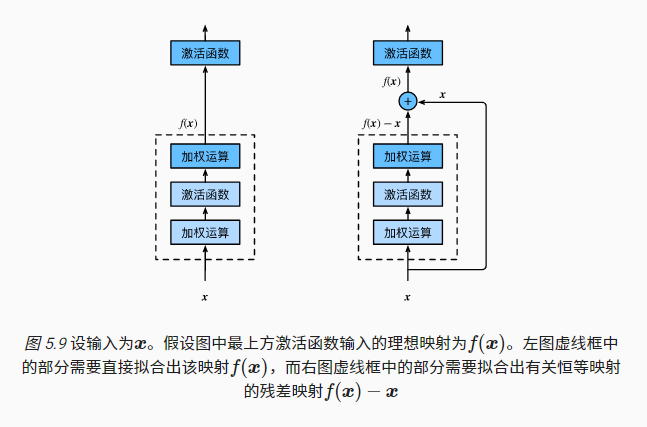 激活函数
激活函数
f(x)
x
+
f(x)
f(x) − x
加权运算
加权运算
激活函数
激活函数
加权运算
加权运算
x
x
图 5.9 设输入为x。假设图中最上方激活函数输入的理想映射为f(x)。左图虚线框中
的部分需要直接拟合出该映射f(x)，而右图虚线框中的部分需要拟合出有关恒等映射
的残差映射f(x) − x